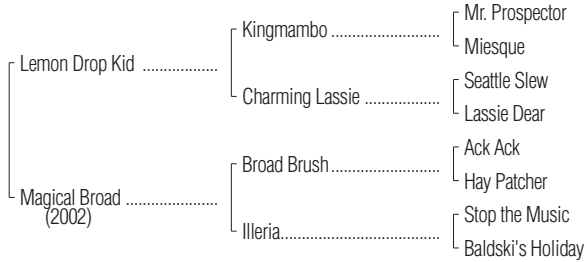 Mr. Prospector
Kingmambo ........................
Miesque
Lemon Drop Kid ..................
Seattle Slew
Charming Lassie .................
Lassie Dear
Ack Ack
Broad Brush........................
Hay Patcher
Magical Broad .....................
(2002)
Stop the Music
Illeria....................................
Baldski's Holiday